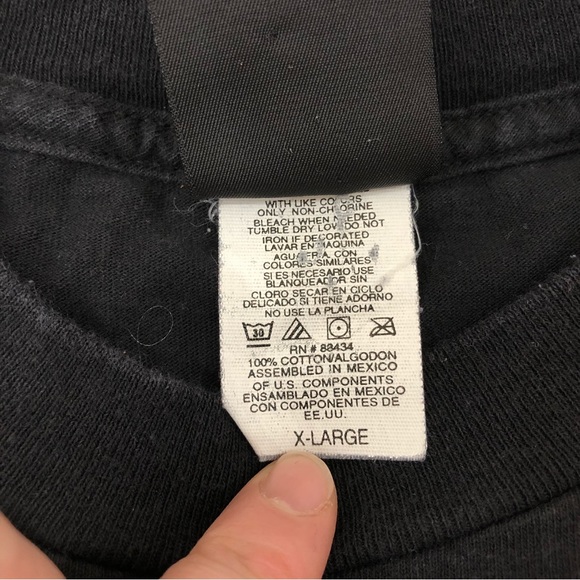 WITH LIKE COLORS
ONLY NON-CHLORINE
BLEACH WHEN NEEDED
TUMBLE DRY LOW DO NOT
IRON IF DECORATED
LAVAR EN MAQUINA
AGUA FRIA, CON
COLORES SIMILARES
SI ES NECESARIO USE
BLANQUEADOR SIN
CLORO SECAR EN CICLO
DELICADO SI TIENE ADORNO
NO USE LA PLANCHA
30
RN # 88434
100% COTTON/ALGODON
ASSEMBLED IN MEXICO
OF U.S. COMPONENTS
ENSAMBLADO EN MEXICO
CON COMPONENTES DE
EE.UU.
X-LARGE